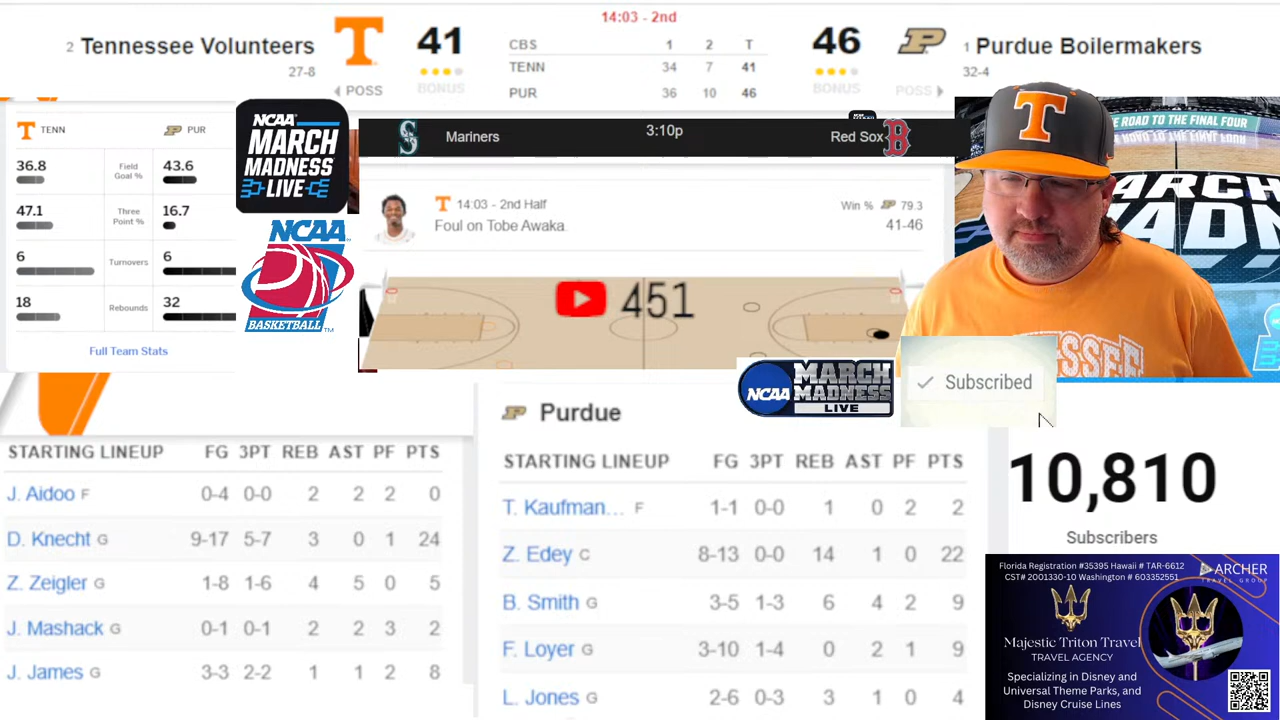 14:03 - 2nd
2 Tennessee Volunteers
27-8
T
41
BONUS
POSS
CBS 1 2 T
TENN 34 7 41
PUR 36 10 46
46
BONUS
POSS
P
1 Purdue Boilermakers
32-4
TENN PUR
36.8 Field Goal % 43.6
47.1 Three Point % 16.7
6 Turnovers 6
18 Rebounds 32
Full Team Stats
NCAA
MARCH
MADNESS
LIVE
NCAA
BASKETBALL™
S Mariners 3:10p Red Sox B
T 14:03 - 2nd Half
Foul on Tobe Awaka.
Win % P 79.3
41-46
451
E ROAD TO THE FINAL FOUR
T
ARCH
MADN
NESSEE
NCAA
MARCH
MADNESS
LIVE
Subscribed
10,810
Subscribers
STARTING LINEUP FG 3PT REB AST PF PTS
J. Aidoo F 0-4 0-0 2 2 2 0
D. Knecht G 9-17 5-7 3 0 1 24
Z. Zeigler G 1-8 1-6 4 5 0 5
J. Mashack G 0-1 0-1 2 2 3 2
J. James G 3-3 2-2 1 1 2 8
P Purdue
STARTING LINEUP FG 3PT REB AST PF PTS
T. Kaufman... F 1-1 0-0 1 0 2 2
Z. Edey C 8-13 0-0 14 1 0 22
B. Smith G 3-5 1-3 6 4 2 9
F. Loyer G 3-10 1-4 0 2 1 9
L. Jones G 2-6 0-3 3 1 0 4
Florida Registration #35395 Hawaii # TAR-6612
CST# 2001330-10 Washington # 603352551
ARCHER
TRAVEL GROUP
Majestic Triton Travel
TRAVEL AGENCY
Specializing in Disney and
Universal Theme Parks, and
Disney Cruise Lines